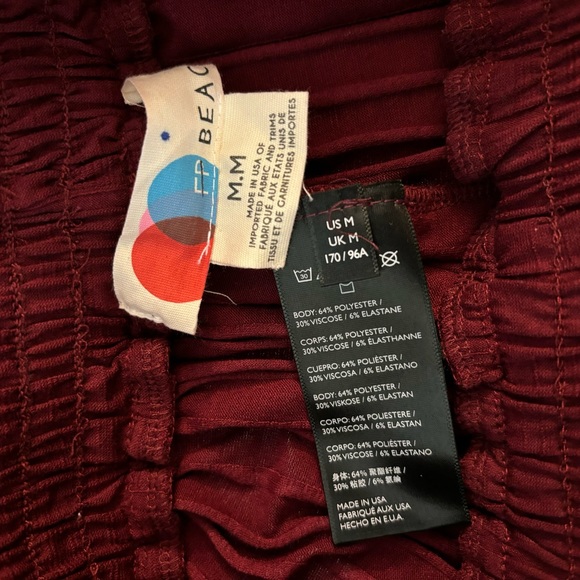 FP BEAC
M.M
MADE IN USA OF
IMPORTED FABRIC AND TRIMS
FABRIQUÉ AUX ETATS UNIS DE
TISSU ET DE GARNITURES IMPORTES
US M
UK M
170 / 96A
30
BODY: 64% POLYESTER /
30% VISCOSE / 6% ELASTANE
CORPS: 64% POLYESTER /
30% VISCOSE / 6% ÉLASTHANNE
CUERPO: 64% POLIÉSTER /
30% VISCOSA / 6% ELASTANO
BODY: 64% POLYESTER /
30% VISKOSE / 6% ELASTAN
CORPO: 64% POLIESTERE /
30% VISCOSA / 6% ELASTAN
CORPO: 64% POLIÉSTER /
30% VISCOSE / 6% ELASTANO
身体: 64% 聚酯纤维 /
30% 粘胶 / 6% 氨纶
MADE IN USA
FABRIQUÉ AUX USA
HECHO EN E.U.A.